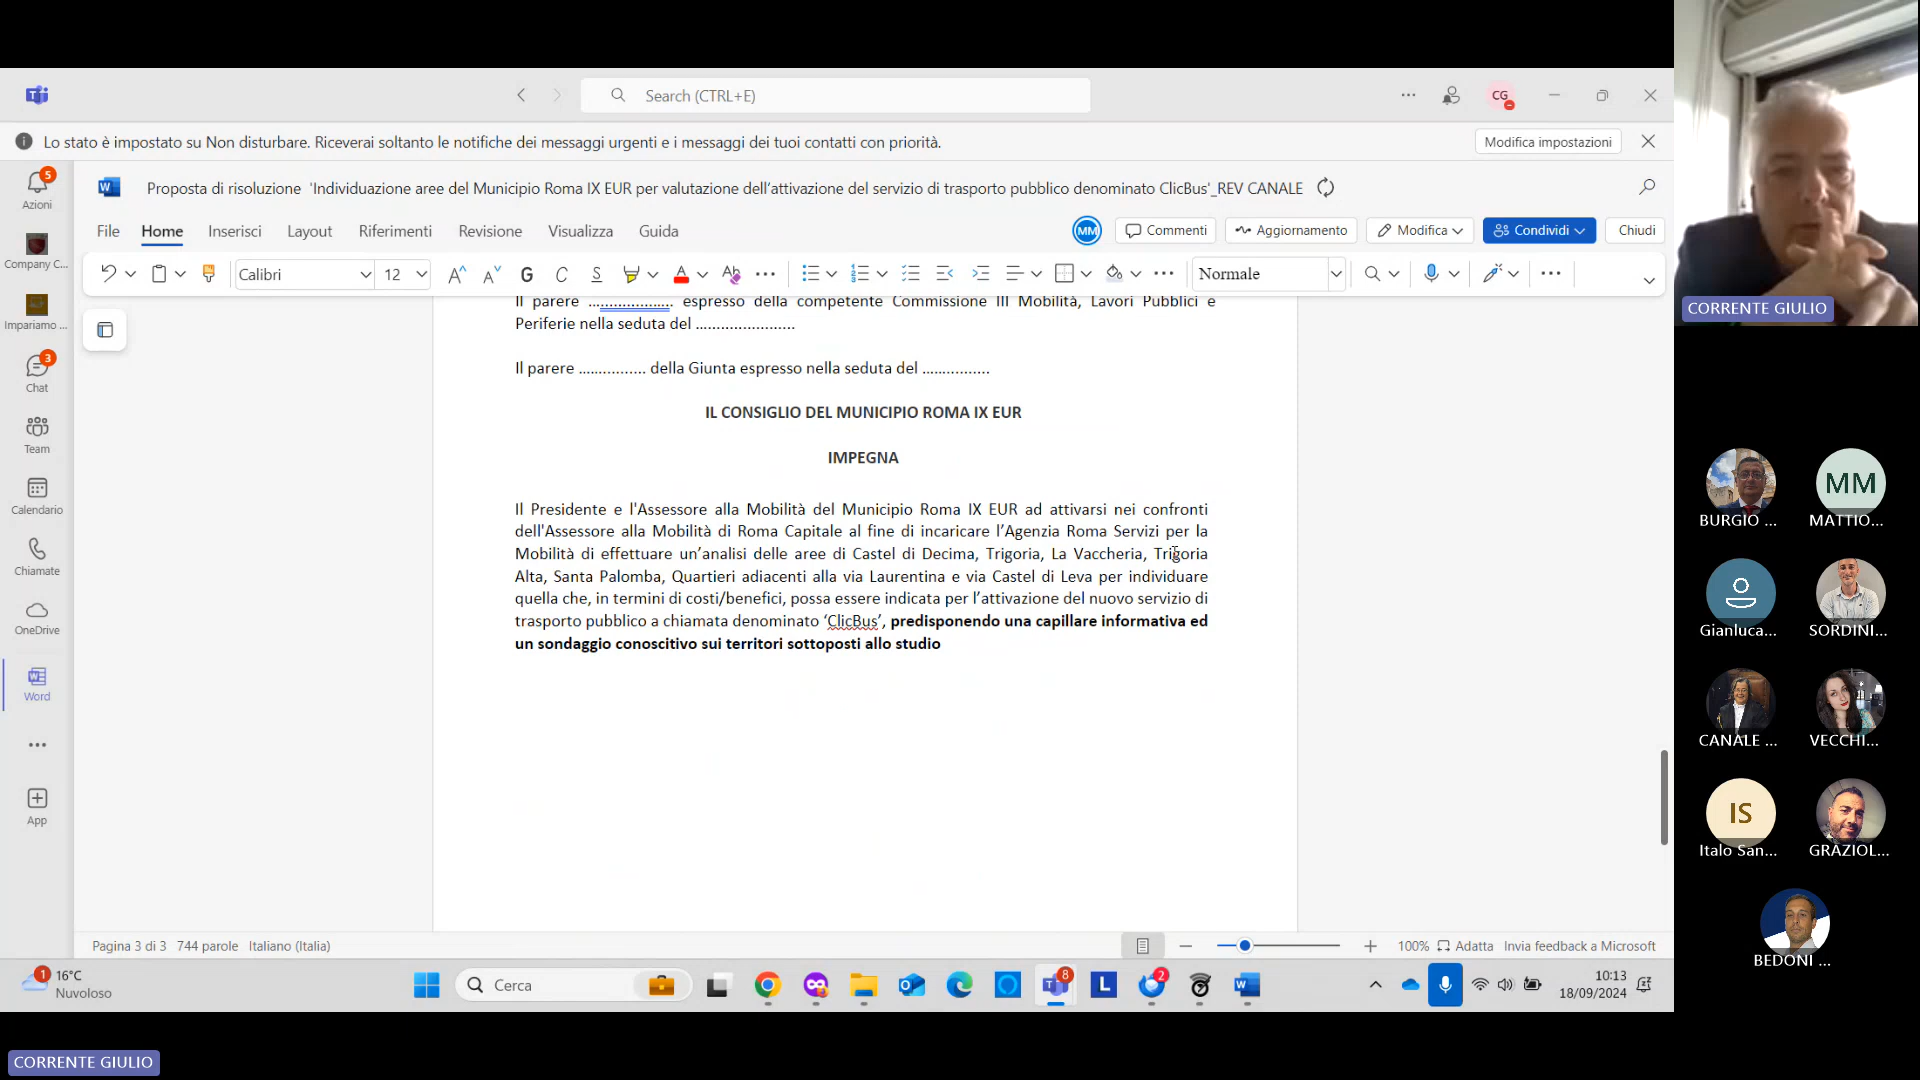 Search (CTRL+E)
CG
Lo stato è impostato su Non disturbare. Riceverai soltanto le notifiche dei messaggi urgenti e i messaggi dei tuoi contatti con priorità.
Modifica impostazioni
5
Azioni
Company C...
Impariamo ...
3
Chat
Team
Calendario
Chiamate
OneDrive
Word
App
Proposta di risoluzione 'Individuazione aree del Municipio Roma IX EUR per valutazione dell'attivazione del servizio di trasporto pubblico denominato ClicBus'_REV CANALE
File Home Inserisci Layout Riferimenti Revisione Visualizza Guida
MM Commenti Aggiornamento Modifica Condividi Chiudi
Calibri 12 G C S A Normale
Il parere ………………… espresso della competente Commissione III Mobilità, Lavori Pubblici e
Periferie nella seduta del ……………………
Il parere ……………. della Giunta espresso nella seduta del …………….
IL CONSIGLIO DEL MUNICIPIO ROMA IX EUR
IMPEGNA
Il Presidente e l'Assessore alla Mobilità del Municipio Roma IX EUR ad attivarsi nei confronti
dell'Assessore alla Mobilità di Roma Capitale al fine di incaricare l’Agenzia Roma Servizi per la
Mobilità di effettuare un’analisi delle aree di Castel di Decima, Trigoria, La Vaccheria, Trigoria
Alta, Santa Palomba, Quartieri adiacenti alla via Laurentina e via Castel di Leva per individuare
quella che, in termini di costi/benefici, possa essere indicata per l’attivazione del nuovo servizio di
trasporto pubblico a chiamata denominato ‘ClicBus’, predisponendo una capillare informativa ed
un sondaggio conoscitivo sui territori sottoposti allo studio
Pagina 3 di 3 744 parole Italiano (Italia)
100% Adatta Invia feedback a Microsoft
1
16°C
Nuvoloso
Cerca
8
L
2
10:13
18/09/2024
CORRENTE GIULIO
BURGIO ...
MM
MATTIO...
Gianluca...
SORDINI...
CANALE ...
VECCHI...
IS
Italo San...
GRAZIOL...
BEDONI ...
CORRENTE GIULIO